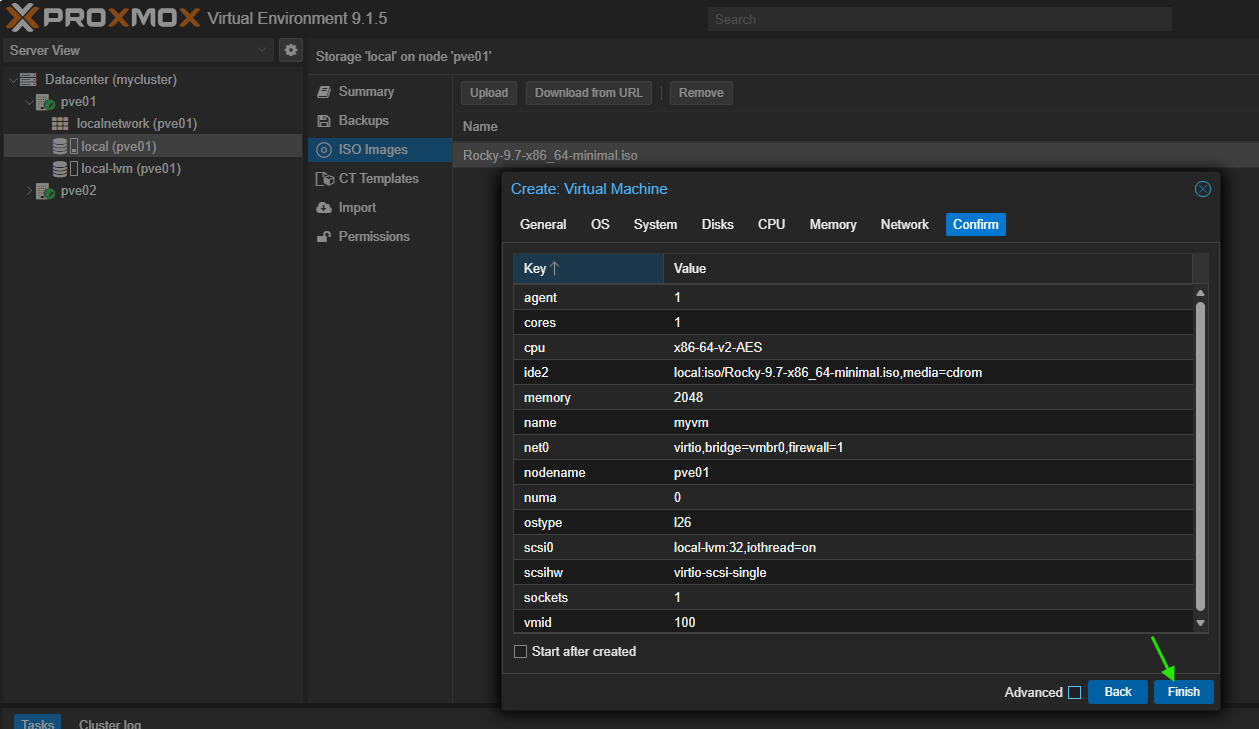 PROXMOX Virtual Environment 9.1.5
Search
Server View
Storage 'local' on node 'pve01'
Datacenter (mycluster)
pve01
localnetwork (pve01)
local (pve01)
local-lvm (pve01)
pve02
Summary
Backups
ISO Images
CT Templates
Import
Permissions
Upload
Download from URL
Remove
Name
Rocky-9.7-x86_64-minimal.iso
Create: Virtual Machine
General OS System Disks CPU Memory Network Confirm
Key Value
agent 1
cores 1
cpu x86-64-v2-AES
ide2 local:iso/Rocky-9.7-x86_64-minimal.iso,media=cdrom
memory 2048
name myvm
net0 virtio,bridge=vmbr0,firewall=1
nodename pve01
numa 0
ostype l26
scsi0 local-lvm:32,iothread=on
scsihw virtio-scsi-single
sockets 1
vmid 100
Start after created
Advanced Back Finish
Tasks Cluster log